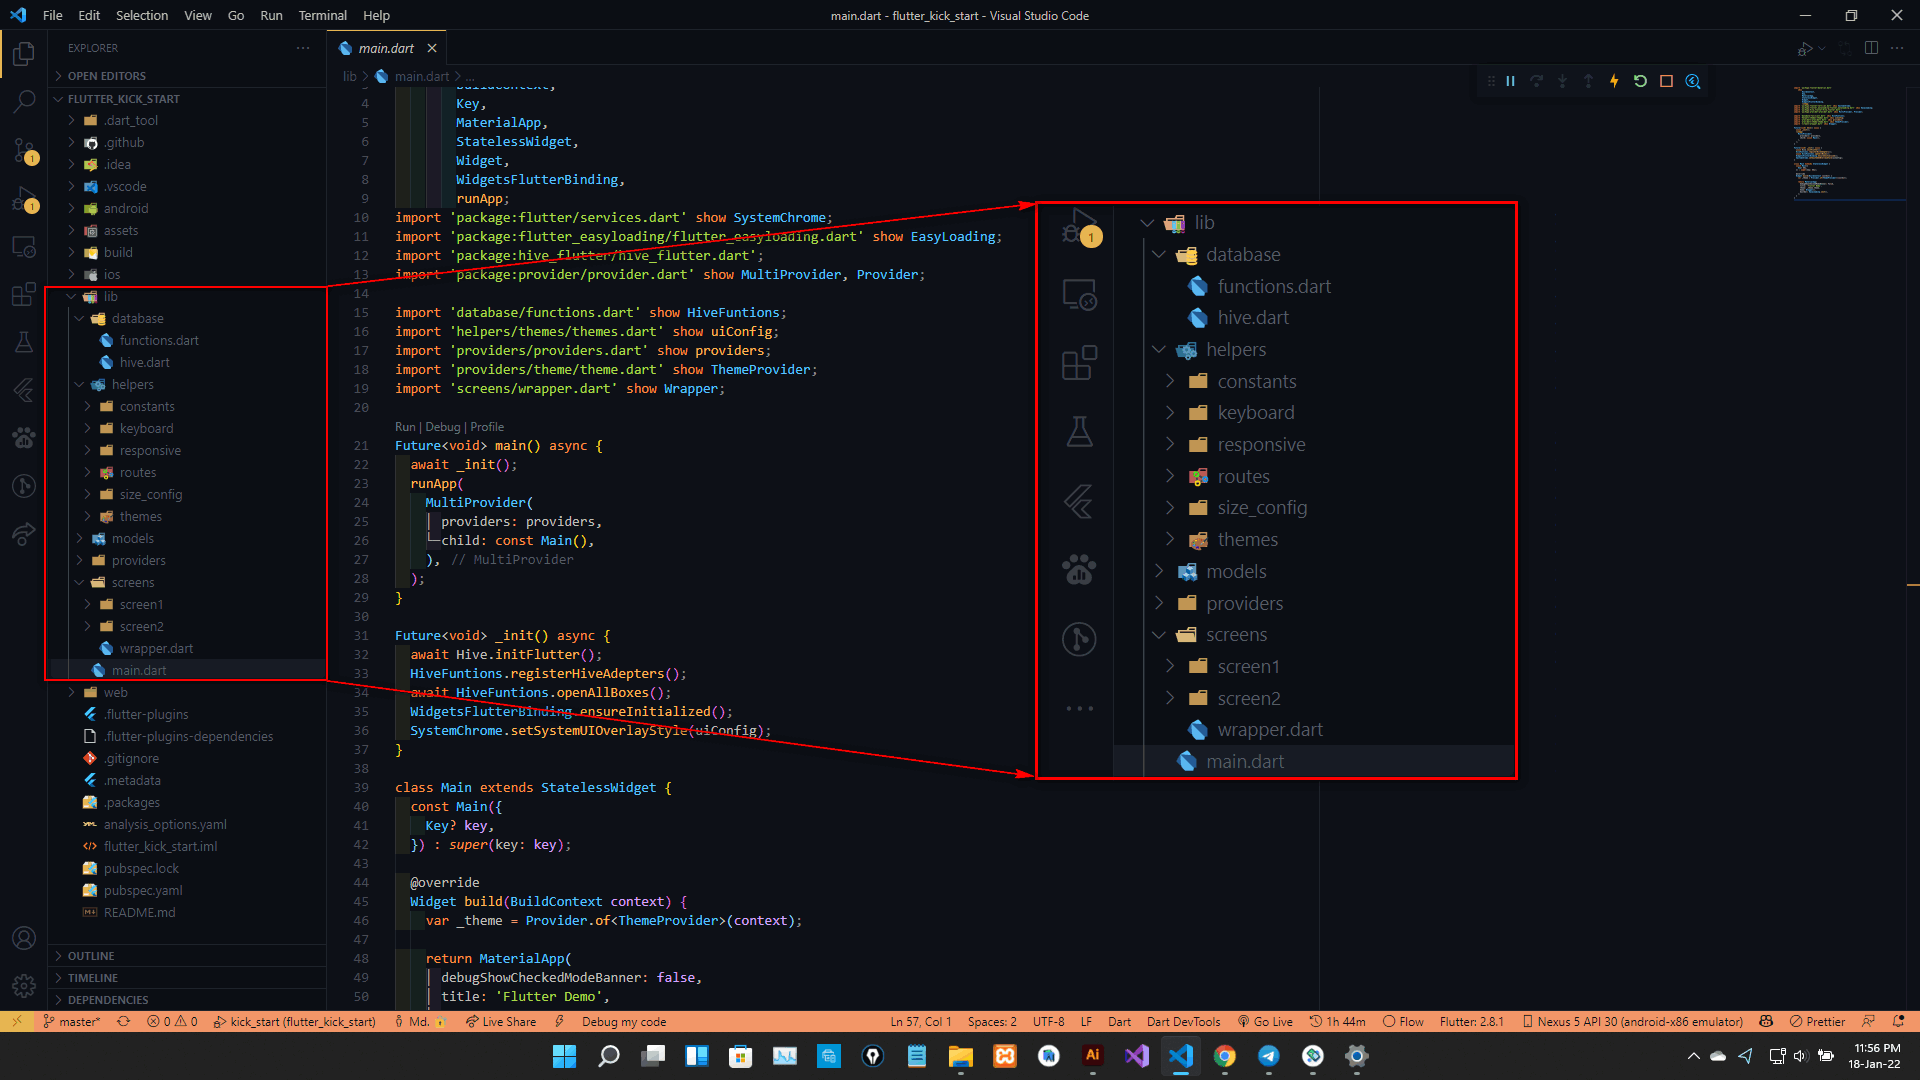 File Edit Selection View Go Run Terminal Help
main.dart - flutter_kick_start - Visual Studio Code
EXPLORER
OPEN EDITORS
FLUTTER_KICK_START
.dart_tool
.github
.idea
.vscode
android
assets
build
ios
lib
database
functions.dart
hive.dart
helpers
constants
keyboard
responsive
routes
size_config
themes
models
providers
screens
screen1
screen2
wrapper.dart
main.dart
web
.flutter-plugins
.flutter-plugins-dependencies
.gitignore
.metadata
.packages
analysis_options.yaml
flutter_kick_start.iml
pubspec.lock
pubspec.yaml
README.md
OUTLINE
TIMELINE
DEPENDENCIES
1
1
main.dart
lib > main.dart > ...
3 BuildContext,
4 Key,
5 MaterialApp,
6 StatelessWidget,
7 Widget,
8 WidgetsFlutterBinding,
9 runApp;
10 import 'package:flutter/services.dart' show SystemChrome;
11 import 'package:flutter_easyloading/flutter_easyloading.dart' show EasyLoading;
12 import 'package:hive_flutter/hive_flutter.dart';
13 import 'package:provider/provider.dart' show MultiProvider, Provider;
14
15 import 'database/functions.dart' show HiveFuntions;
16 import 'helpers/themes/themes.dart' show uiConfig;
17 import 'providers/providers.dart' show providers;
18 import 'providers/theme/theme.dart' show ThemeProvider;
19 import 'screens/wrapper.dart' show Wrapper;
20
Run | Debug | Profile
21 Future<void> main() async {
22 await _init();
23 runApp(
24 MultiProvider(
25 providers: providers,
26 child: const Main(),
27 ), // MultiProvider
28 );
29 }
30
31 Future<void> _init() async {
32 await Hive.initFlutter();
33 HiveFuntions.registerHiveAdepters();
34 await HiveFuntions.openAllBoxes();
35 WidgetsFlutterBinding.ensureInitialized();
36 SystemChrome.setSystemUIOverlayStyle(uiConfig);
37 }
38
39 class Main extends StatelessWidget {
40 const Main({
41 Key? key,
42 }) : super(key: key);
43
44 @override
45 Widget build(BuildContext context) {
46 var _theme = Provider.of<ThemeProvider>(context);
47
48 return MaterialApp(
49 debugShowCheckedModeBanner: false,
50 title: 'Flutter Demo',
1
lib
database
functions.dart
hive.dart
helpers
constants
keyboard
responsive
routes
size_config
themes
models
providers
screens
screen1
screen2
wrapper.dart
main.dart
master* 0 0 kick_start (flutter_kick_start) Md. Live Share Debug my code
Ln 57, Col 1 Spaces: 2 UTF-8 LF Dart Dart DevTools Go Live 1h 44m Flow Flutter: 2.8.1 Nexus 5 API 30 (android-x86 emulator) Prettier
Ai
11:56 PM
18-Jan-22